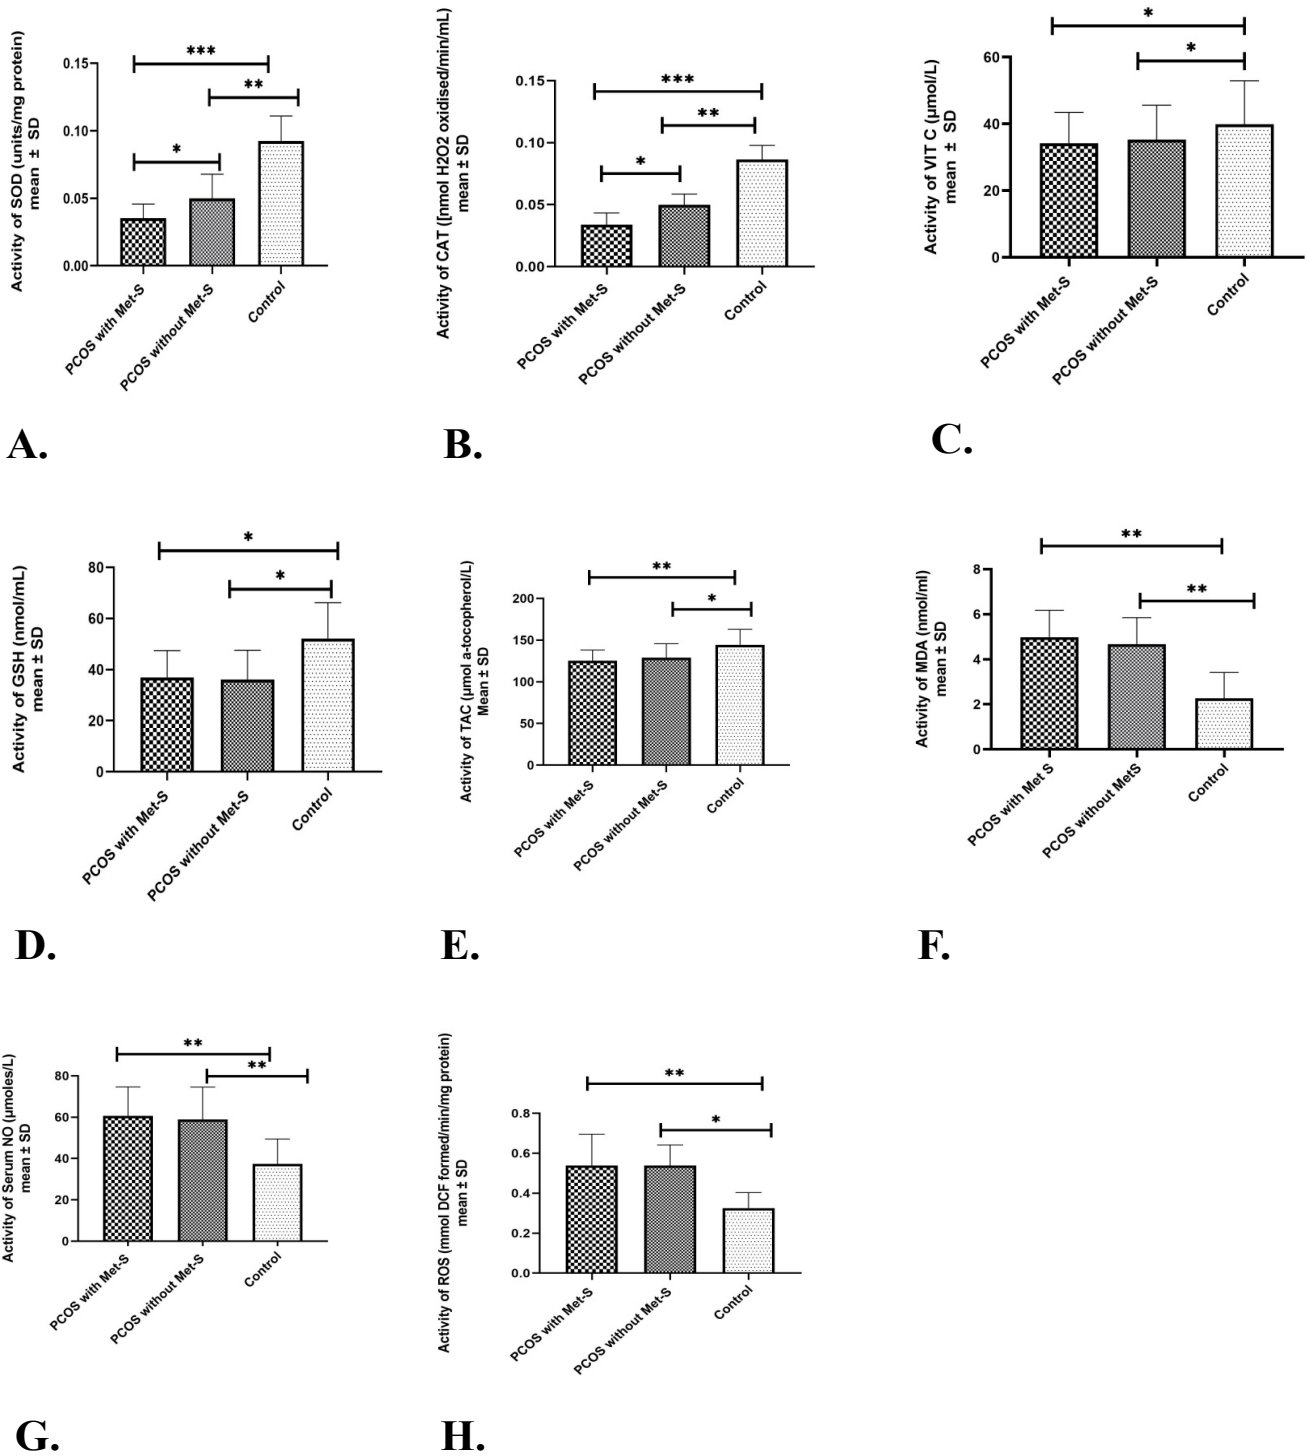 Activity of SOD (units/mg protein)
mean ± SD
0.15
0.10
0.05
0.00
***
**
*
PCOS with Met-S
PCOS without Met-S
Control
A.
Activity of CAT ([nmol H2O2 oxidised/min/mL)
mean ± SD
0.15
0.10
0.05
0.00
***
**
*
PCOS with Met-S
PCOS without Met-S
Control
B.
Activity of VIT C (µmol/L)
mean ± SD
60
40
20
0
*
*
PCOS with Met-S
PCOS without Met-S
Control
C.
Activity of GSH (nmol/mL)
mean ± SD
80
60
40
20
0
*
*
PCOS with Met-S
PCOS without Met-S
Control
D.
Activity of TAC (µmol a-tocopherol/L)
Mean ± SD
200
150
100
50
0
**
*
PCOS with Met-S
PCOS without Met-S
Control
E.
Activity of MDA (nmol/ml)
mean ± SD
8
6
4
2
0
**
**
PCOS with Met S
PCOS without MetS
Control
F.
Activity of Serum NO (µmoles/L)
mean ± SD
80
60
40
20
0
**
**
PCOS with Met-S
PCOS without Met-S
Control
G.
Activity of ROS (mmol DCF formed/min/mg protein)
mean ± SD
0.8
0.6
0.4
0.2
0.0
**
*
PCOS with Met-S
PCOS without Met-S
Control
H.